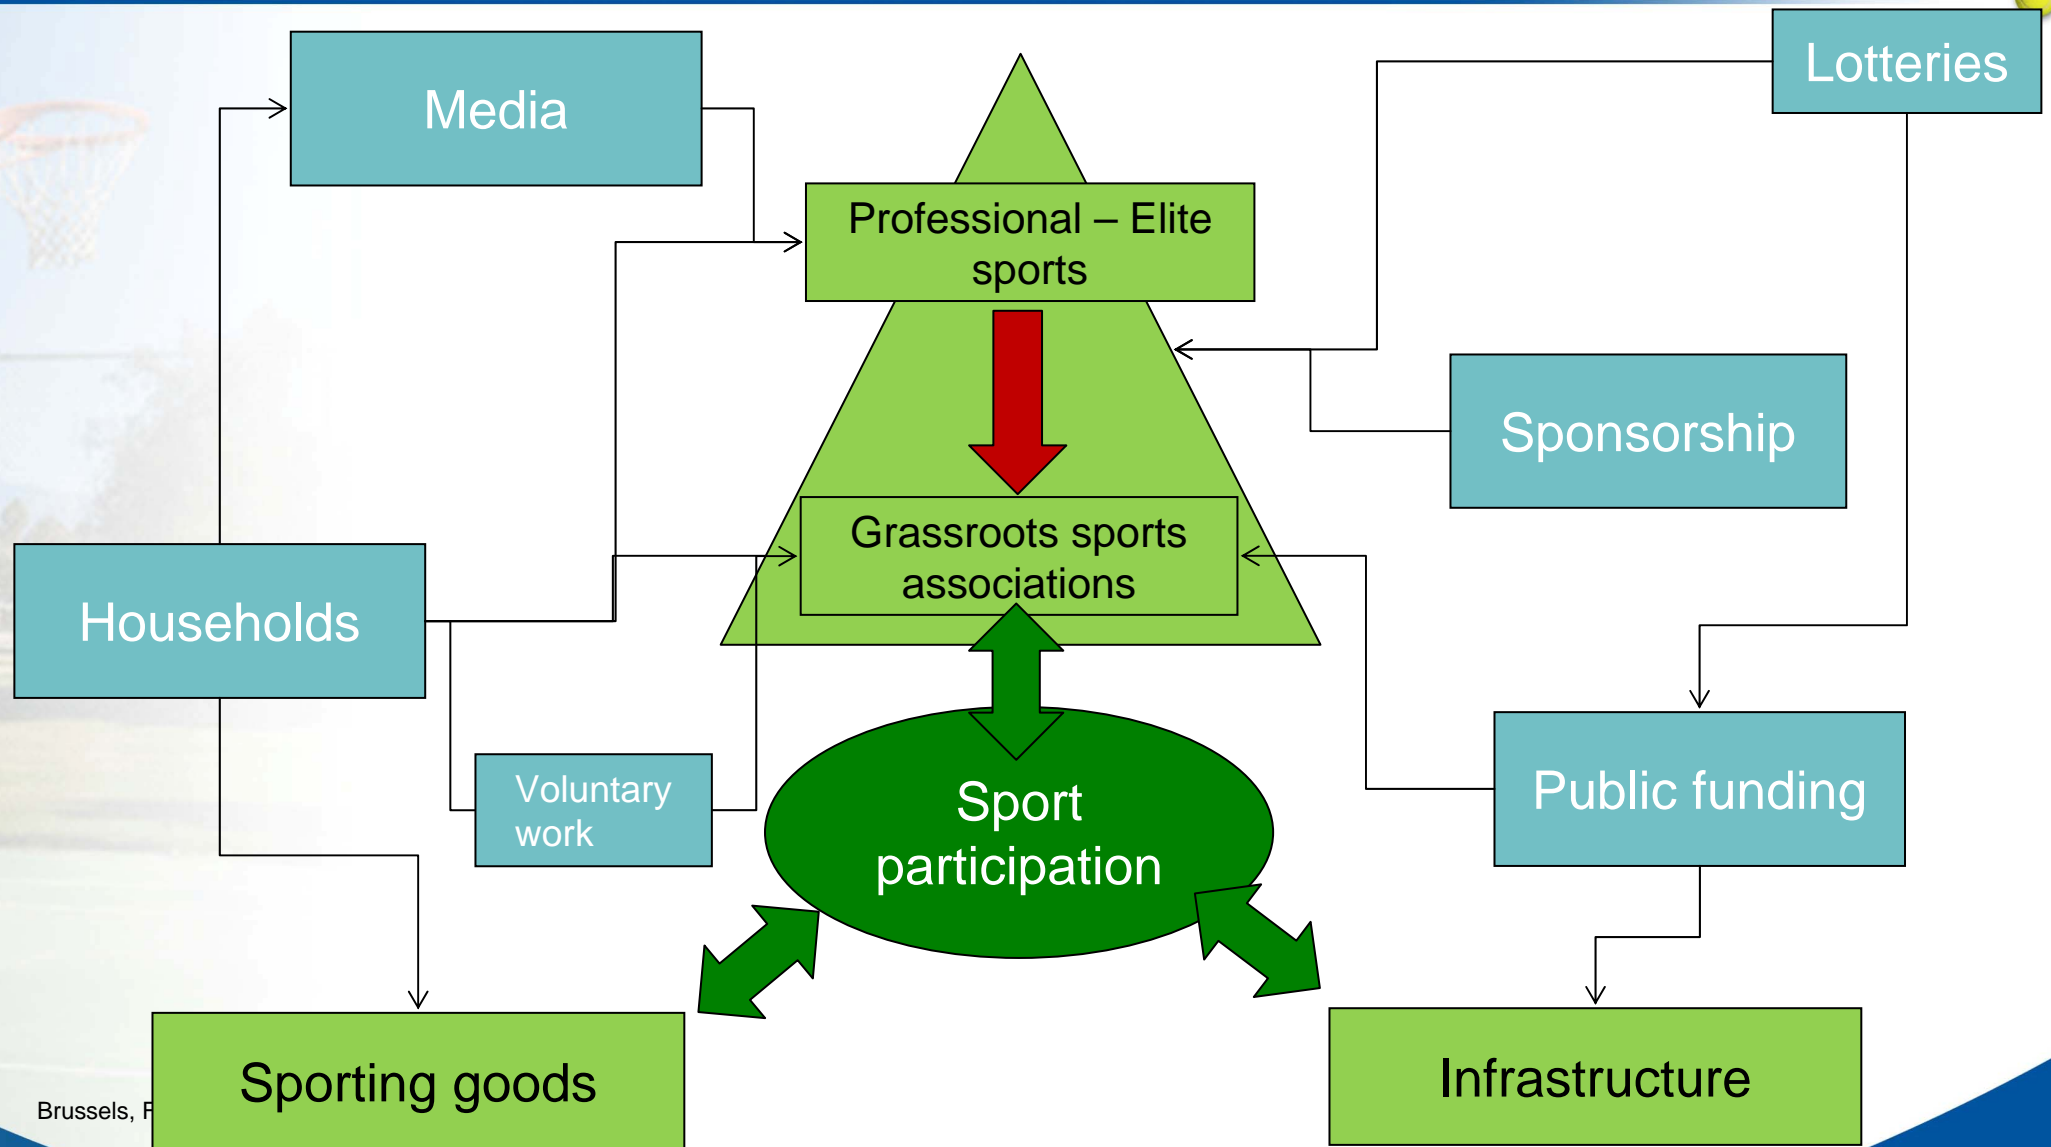 Lotteries
Media
Professional – Elite
sports
Sponsorship
Grassroots sports
associations
Households
Public funding
Voluntary
work
Sport
participation
Sporting goods
Infrastructure
Brussels,